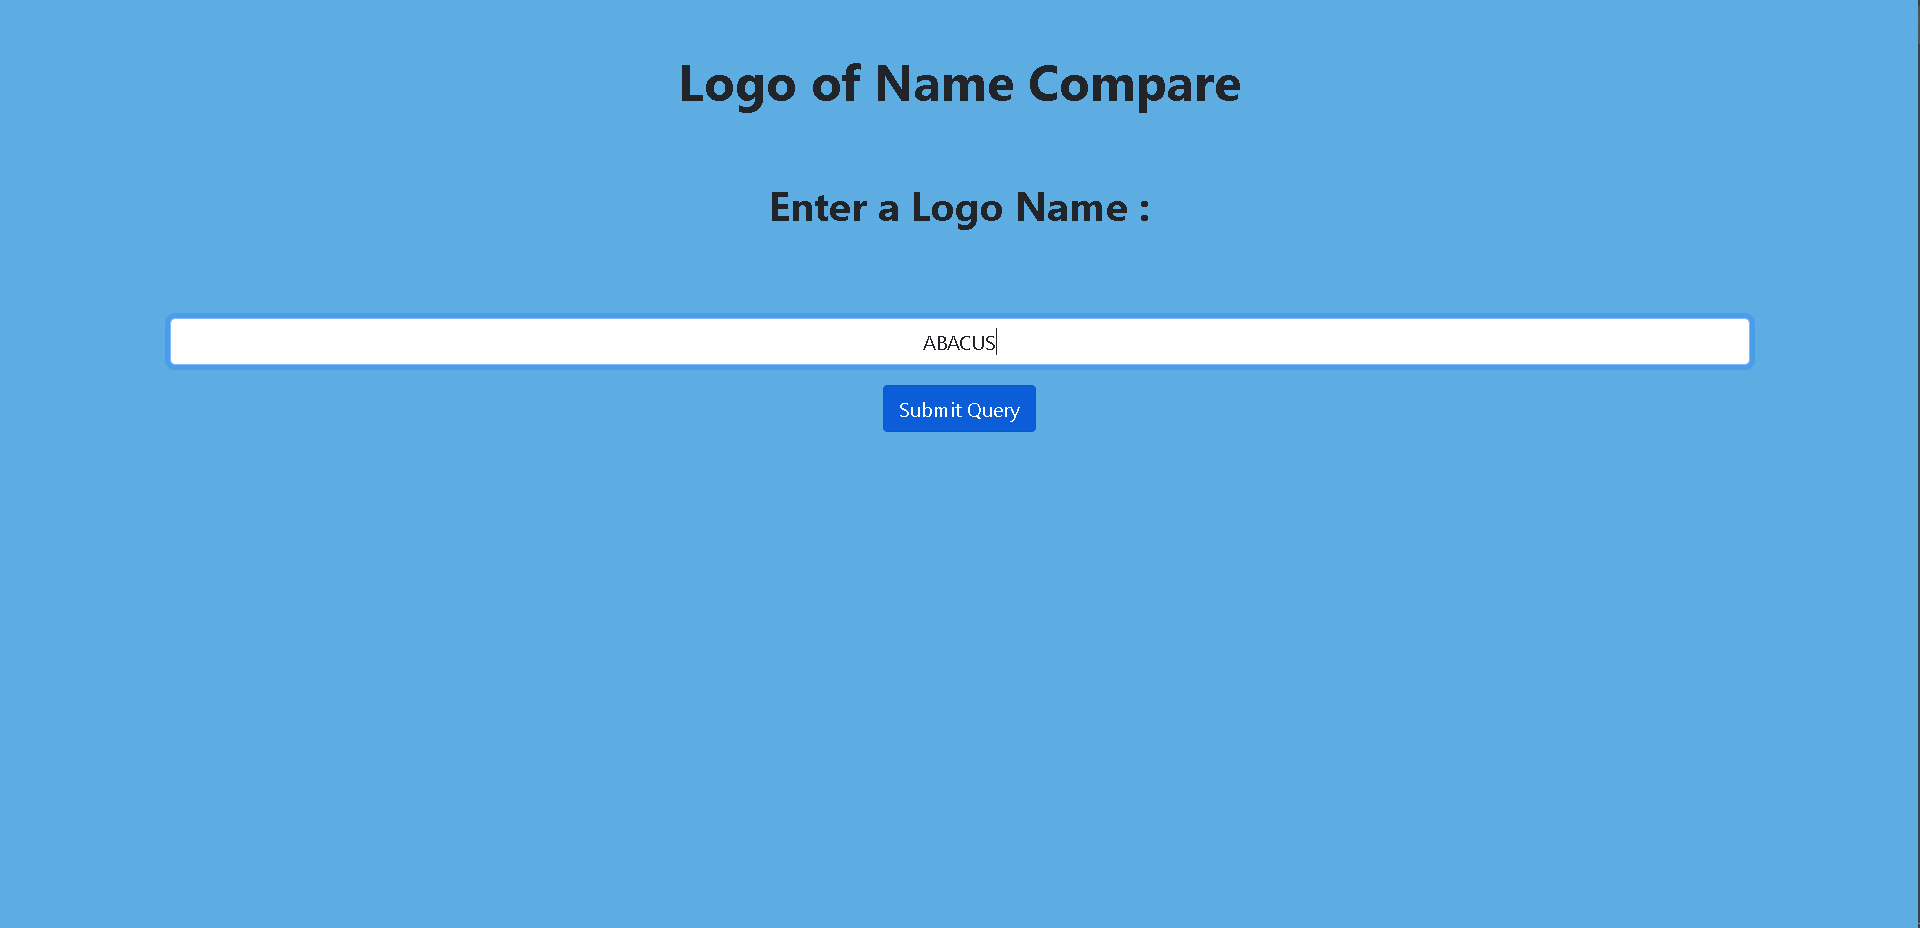 Logo of Name Compare
Enter a Logo Name :
ABACUS
Submit Query